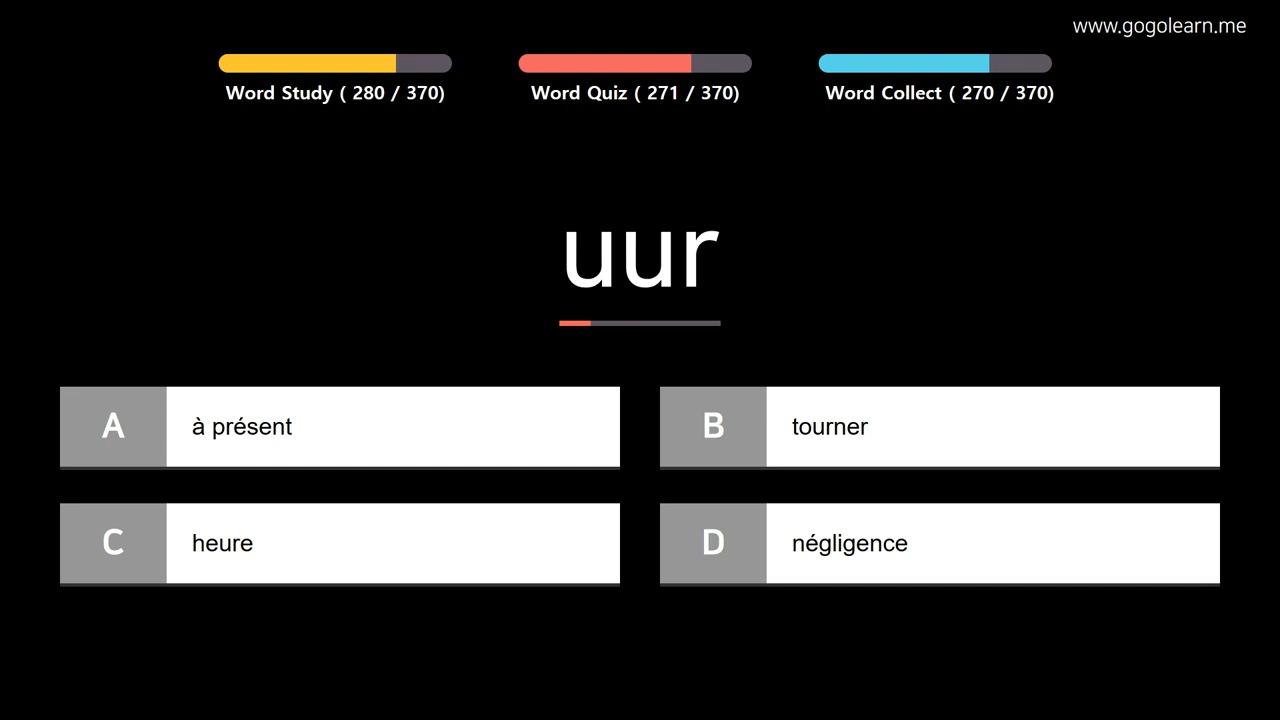 www.gogolearn.me
Word Study ( 280 / 370)
Word Quiz ( 271 / 370)
Word Collect ( 270 / 370)
uur
A à présent
B tourner
C heure
D négligence